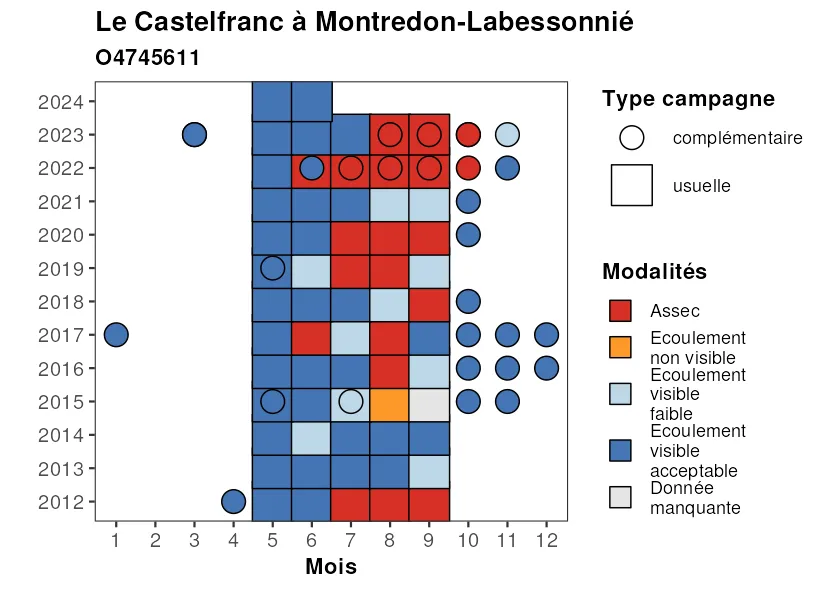 Le Castelfranc à Montredon-Labessonnié
O4745611
2024
2023
2022
2021
2020
2019
2018
2017
2016
2015
2014
2013
2012
1 2 3 4 5 6 7 8 9 10 11 12
Mois
Type campagne
complémentaire
usuelle
Modalités
Assec
Ecoulement
non visible
Ecoulement
visible
faible
Ecoulement
visible
acceptable
Donnée
manquante